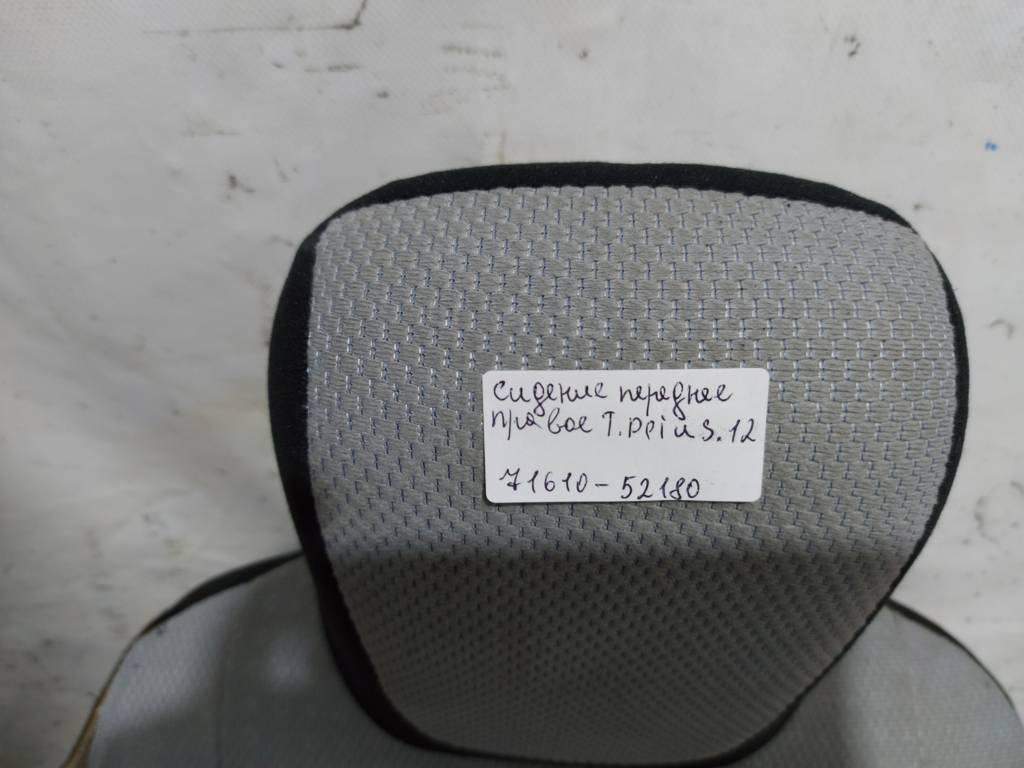 Сидение переднее
правое T.prius.12
71610-52180